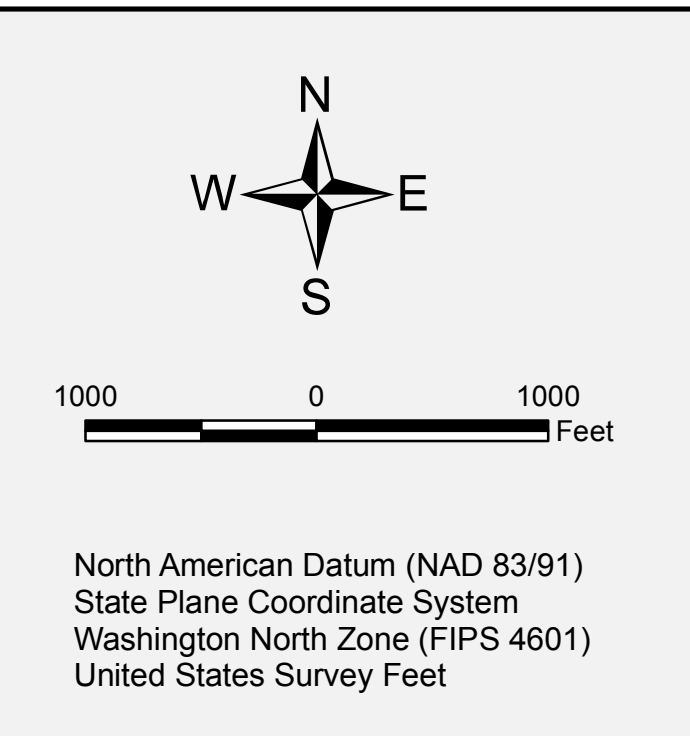 N
W E
S
1000 0 1000
Feet
North American Datum (NAD 83/91)
State Plane Coordinate System
Washington North Zone (FIPS 4601)
United States Survey Feet